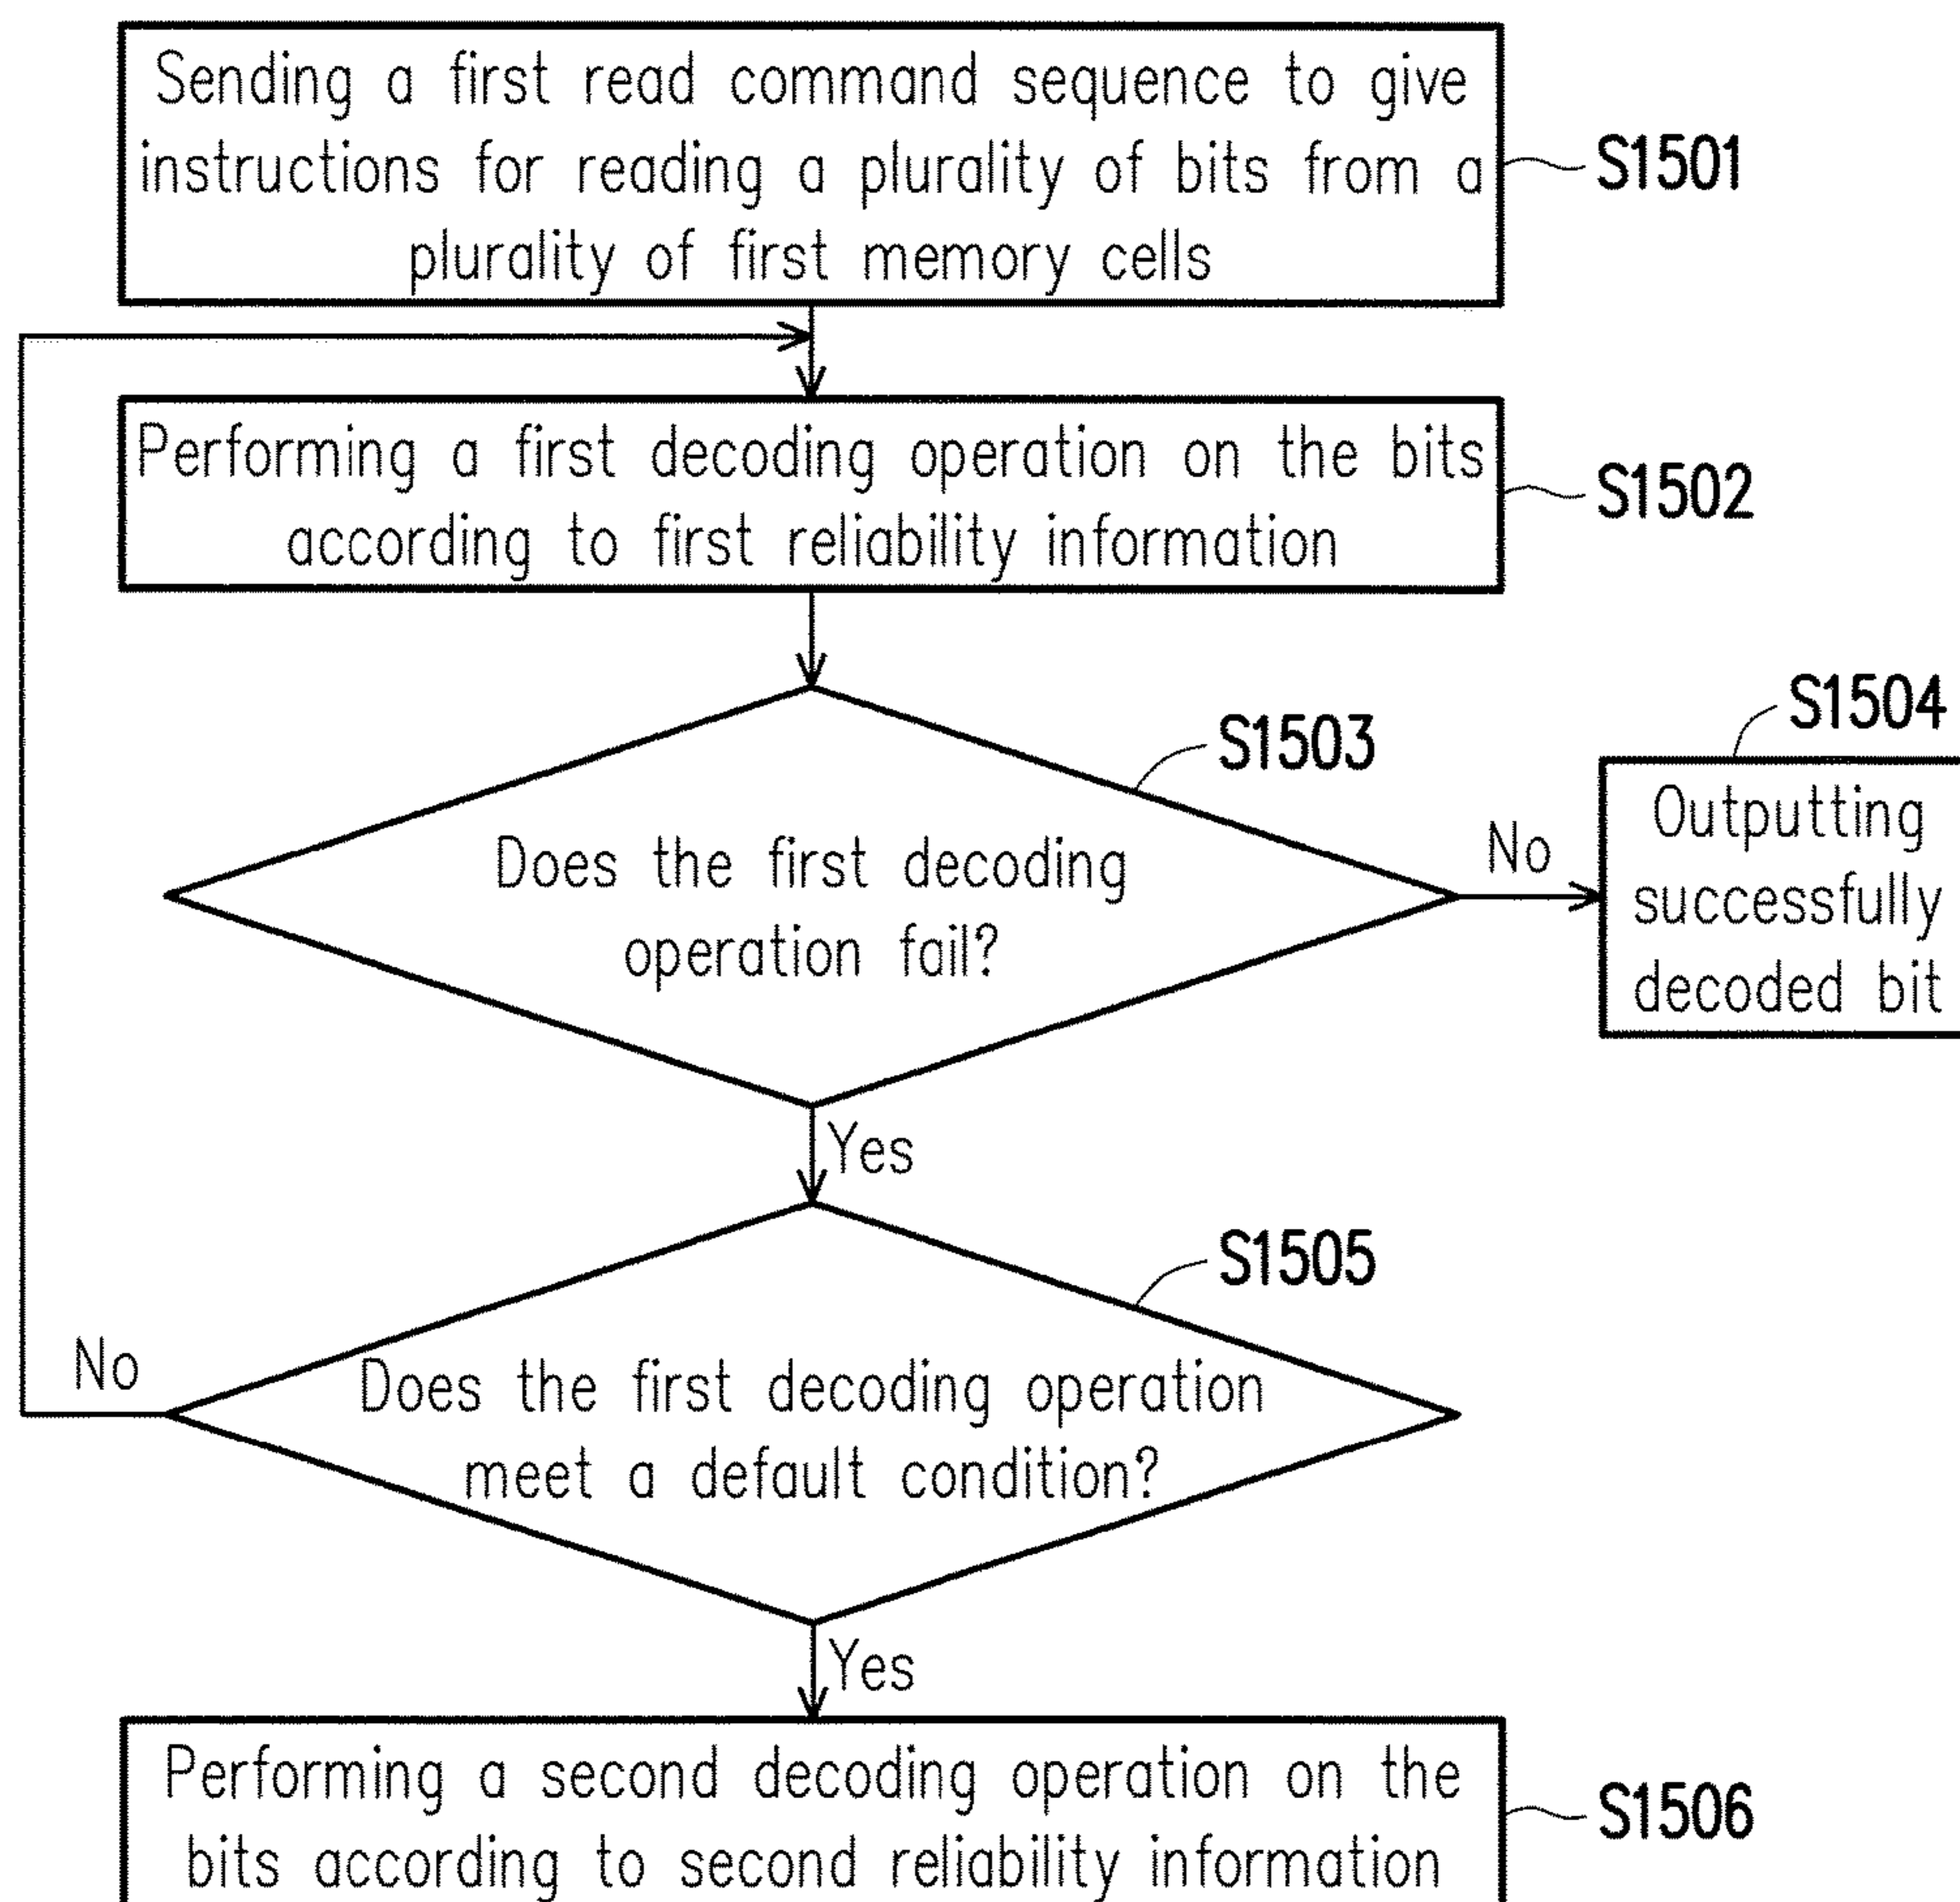 Sending a first read command sequence to give
instructions for reading a plurality of bits from a
plurality of first memory cells
S1501
Performing a first decoding operation on the bits
according to first reliability information
S1502
S1503
Does the first decoding
operation fail?
No
S1504
Outputting
successfully
decoded bit
Yes
S1505
Does the first decoding operation
meet a default condition?
No
Yes
Performing a second decoding operation on the
bits according to second reliability information
S1506